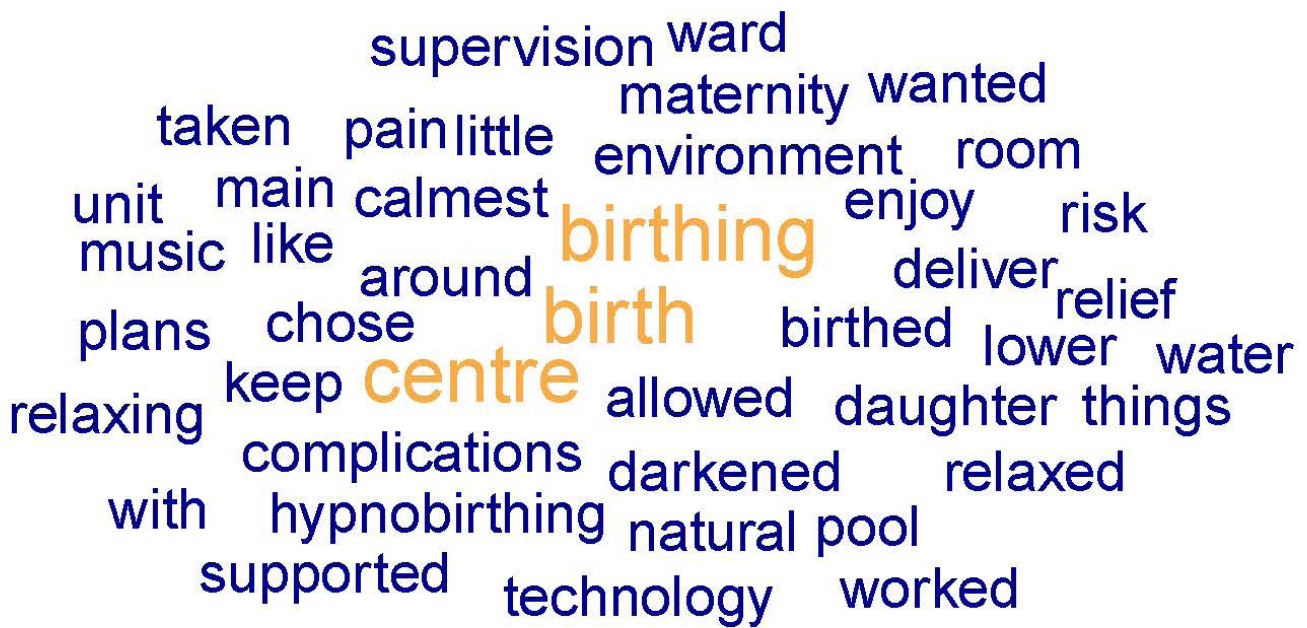 supervision ward
maternity wanted
taken pain little
environment room
unit main calmest enjoy risk
music like birthing
around deliver relief
plans chose birth birthed lower water
keep centre allowed daughter things
relaxing
complications darkened relaxed
with hypnobirthing natural pool
supported technology worked